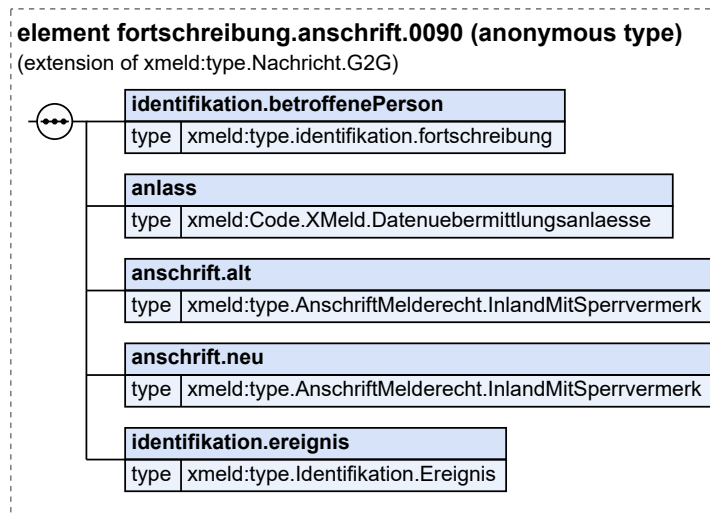 element fortschreibung.anschrift.0090 (anonymous type)
(extension of xmeld:type.Nachricht.G2G)
identifikation.betroffenePerson
type xmeld:type.identifikation.fortschreibung
anlass
type xmeld:Code.XMeld.Datenuebermittlungsanlaesse
anschrift.alt
type xmeld:type.AnschriftMelderecht.InlandMitSperrvermerk
anschrift.neu
type xmeld:type.AnschriftMelderecht.InlandMitSperrvermerk
identifikation.ereignis
type xmeld:type.Identifikation.Ereignis